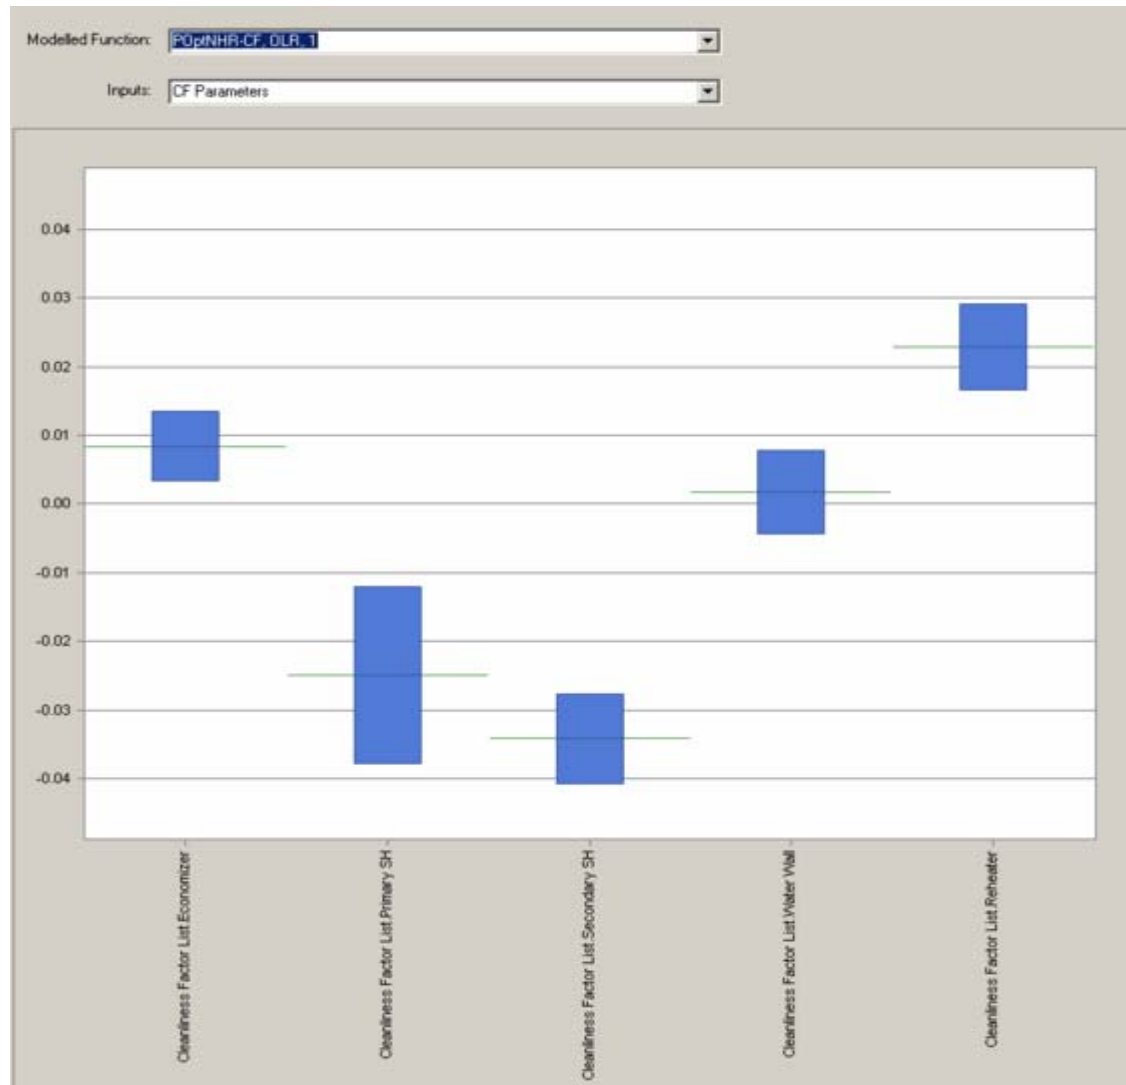 Modelled Function: POptNHR-CF, OLR, 1
Inputs: CF Parameters
0.04
0.03
0.02
0.01
0.00
-0.01
-0.02
-0.03
-0.04
Cleanliness Factor List.Economizer
Cleanliness Factor List.Primary SH
Cleanliness Factor List.Secondary SH
Cleanliness Factor List.Water Wall
Cleanliness Factor List.Reheater